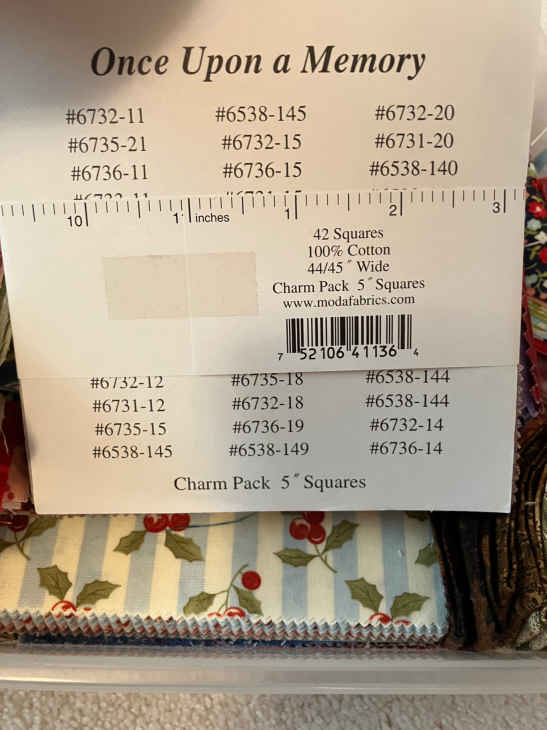 Once Upon a Memory
#6732-11 #6538-145 #6732-20
#6735-21 #6732-15 #6731-20
#6736-11 #6736-15 #6538-140
10 1 inches 1 2 3
42 Squares
100% Cotton
44/45″ Wide
Charm Pack 5″ Squares
www.modafabrics.com
7 52106 41136 4
#6732-12 #6735-18 #6538-144
#6731-12 #6732-18 #6538-144
#6735-15 #6736-19 #6732-14
#6538-145 #6538-149 #6736-14
Charm Pack 5″ Squares